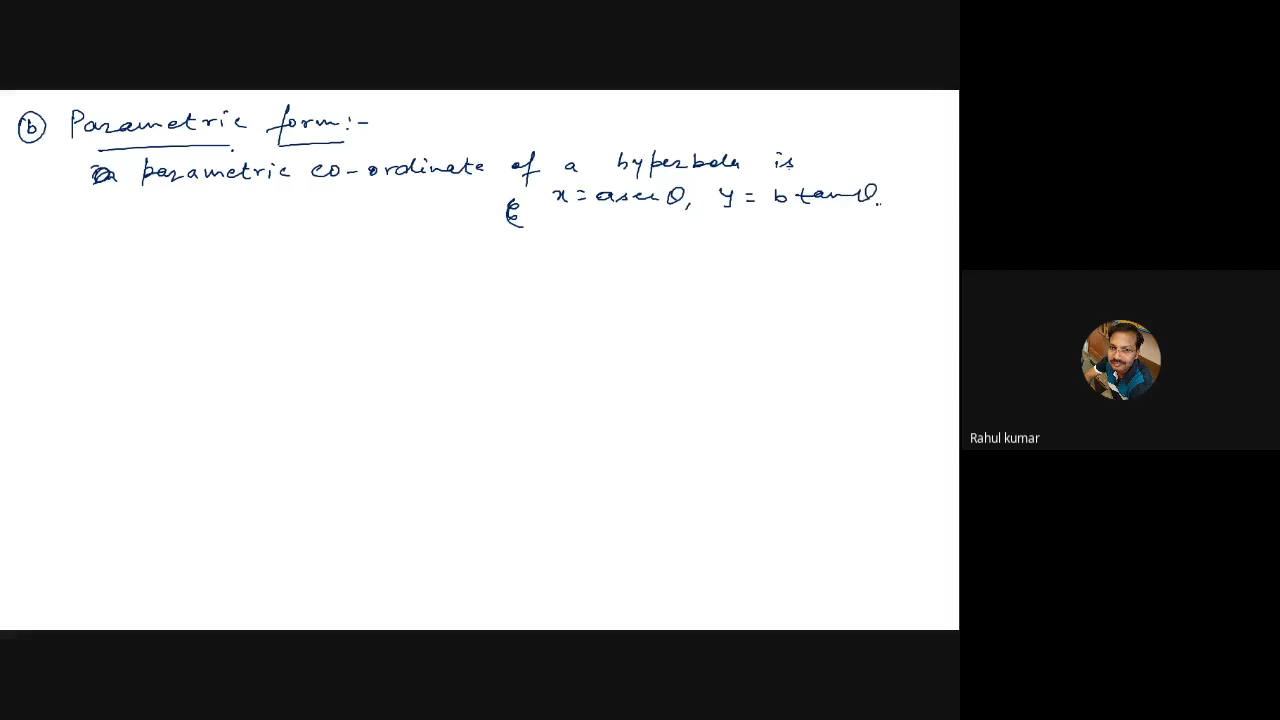 (b) Parametric form:-
parametric co-ordinate of a hyperbola is
x = a sec θ, y = b tan θ.
Rahul kumar